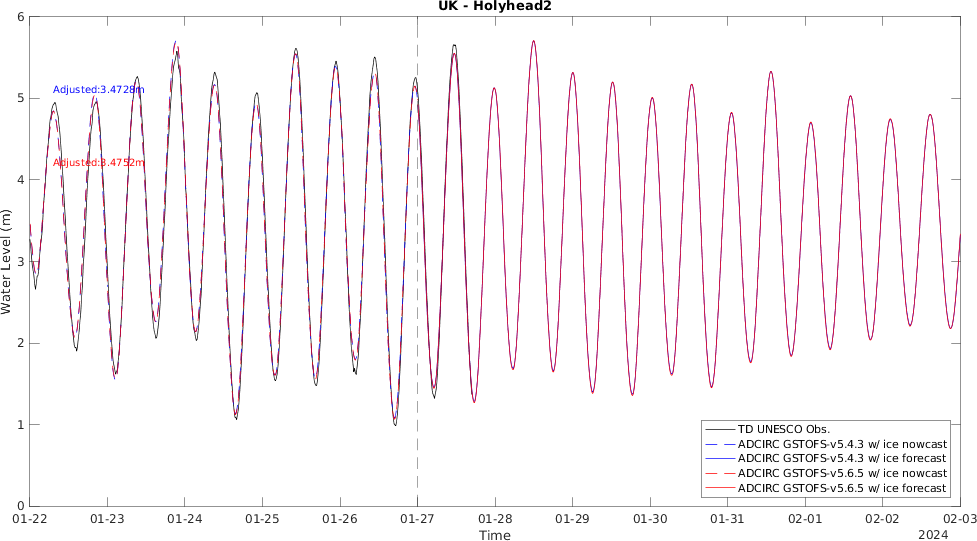 UK - Holyhead2
6
5
4
3
2
1
0
Water Level (m)
Adjusted:3.4728m
Adjusted:3.4752m
TD UNESCO Obs.
ADCIRC GSTOFS-v5.4.3 w/ ice nowcast
ADCIRC GSTOFS-v5.4.3 w/ ice forecast
ADCIRC GSTOFS-v5.6.5 w/ ice nowcast
ADCIRC GSTOFS-v5.6.5 w/ ice forecast
01-22 01-23 01-24 01-25 01-26 01-27 01-28 01-29 01-30 01-31 02-01 02-02 02-03
Time
2024